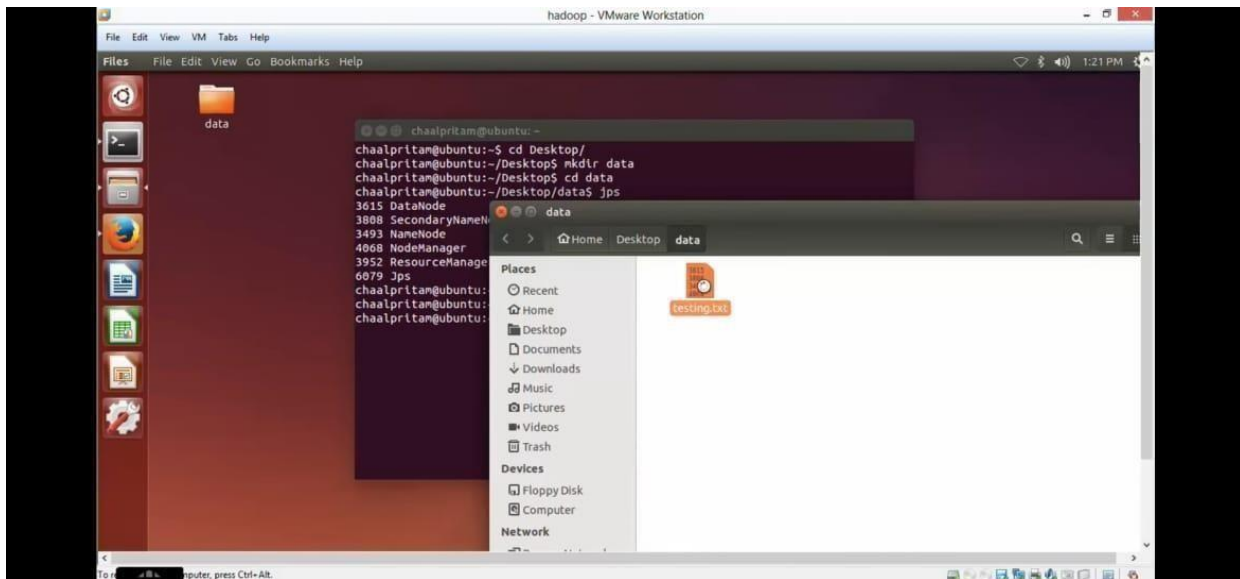 hadoop - VMware Workstation
File Edit View VM Tabs Help
Files File Edit View Go Bookmarks Help 1:21 PM
data
chaalpritam@ubuntu: ~
chaalpritam@ubuntu:~$ cd Desktop/
chaalpritam@ubuntu:~/Desktop$ mkdir data
chaalpritam@ubuntu:~/Desktop$ cd data
chaalpritam@ubuntu:~/Desktop/data$ jps
3615 DataNode
3808 SecondaryNameN
3493 NameNode
4068 NodeManager
3952 ResourceManage
6079 Jps
chaalpritam@ubuntu:
chaalpritam@ubuntu:
chaalpritam@ubuntu:
data
Home Desktop data
Places
Recent
Home
Desktop
Documents
Downloads
Music
Pictures
Videos
Trash
Devices
Floppy Disk
Computer
Network
testing.txt
To computer, press Ctrl+Alt.